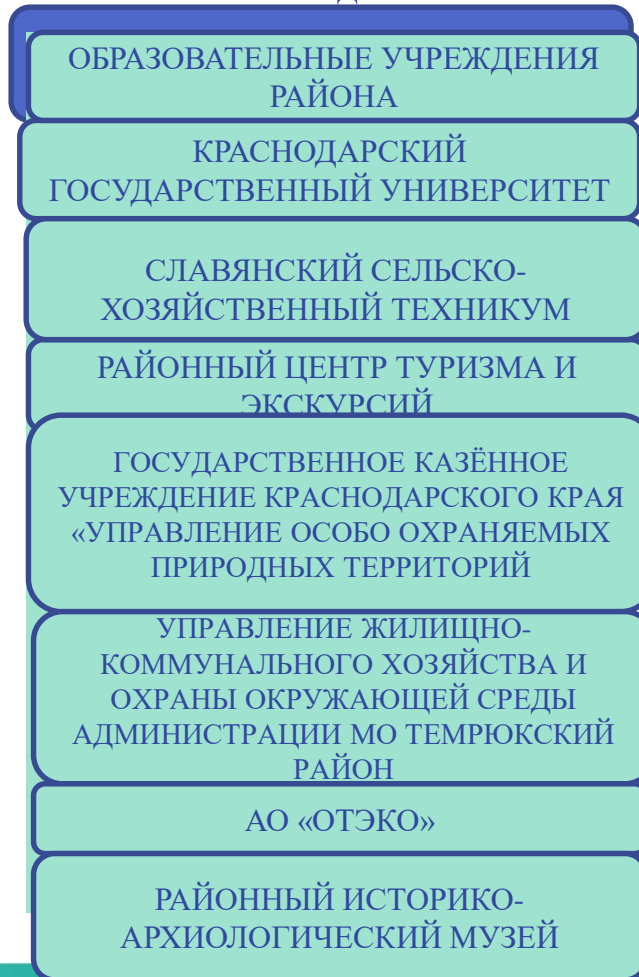 ОБРАЗОВАТЕЛЬНЫЕ УЧРЕЖДЕНИЯ
РАЙОНА
КРАСНОДАРСКИЙ
ГОСУДАРСТВЕННЫЙ УНИВЕРСИТЕТ
СЛАВЯНСКИЙ СЕЛЬСКО-
ХОЗЯЙСТВЕННЫЙ ТЕХНИКУМ
РАЙОННЫЙ ЦЕНТР ТУРИЗМА И
ЭКСКУРСИЙ
ГОСУДАРСТВЕННОЕ КАЗЁННОЕ
УЧРЕЖДЕНИЕ КРАСНОДАРСКОГО КРАЯ
«УПРАВЛЕНИЕ ОСОБО ОХРАНЯЕМЫХ
ПРИРОДНЫХ ТЕРРИТОРИЙ
УПРАВЛЕНИЕ ЖИЛИЩНО-
КОММУНАЛЬНОГО ХОЗЯЙСТВА И
ОХРАНЫ ОКРУЖАЮЩЕЙ СРЕДЫ
АДМИНИСТРАЦИИ МО ТЕМРЮКСКИЙ
РАЙОН
АО «ОТЭКО»
РАЙОННЫЙ ИСТОРИКО-
АРХИОЛОГИЧЕСКИЙ МУЗЕЙ